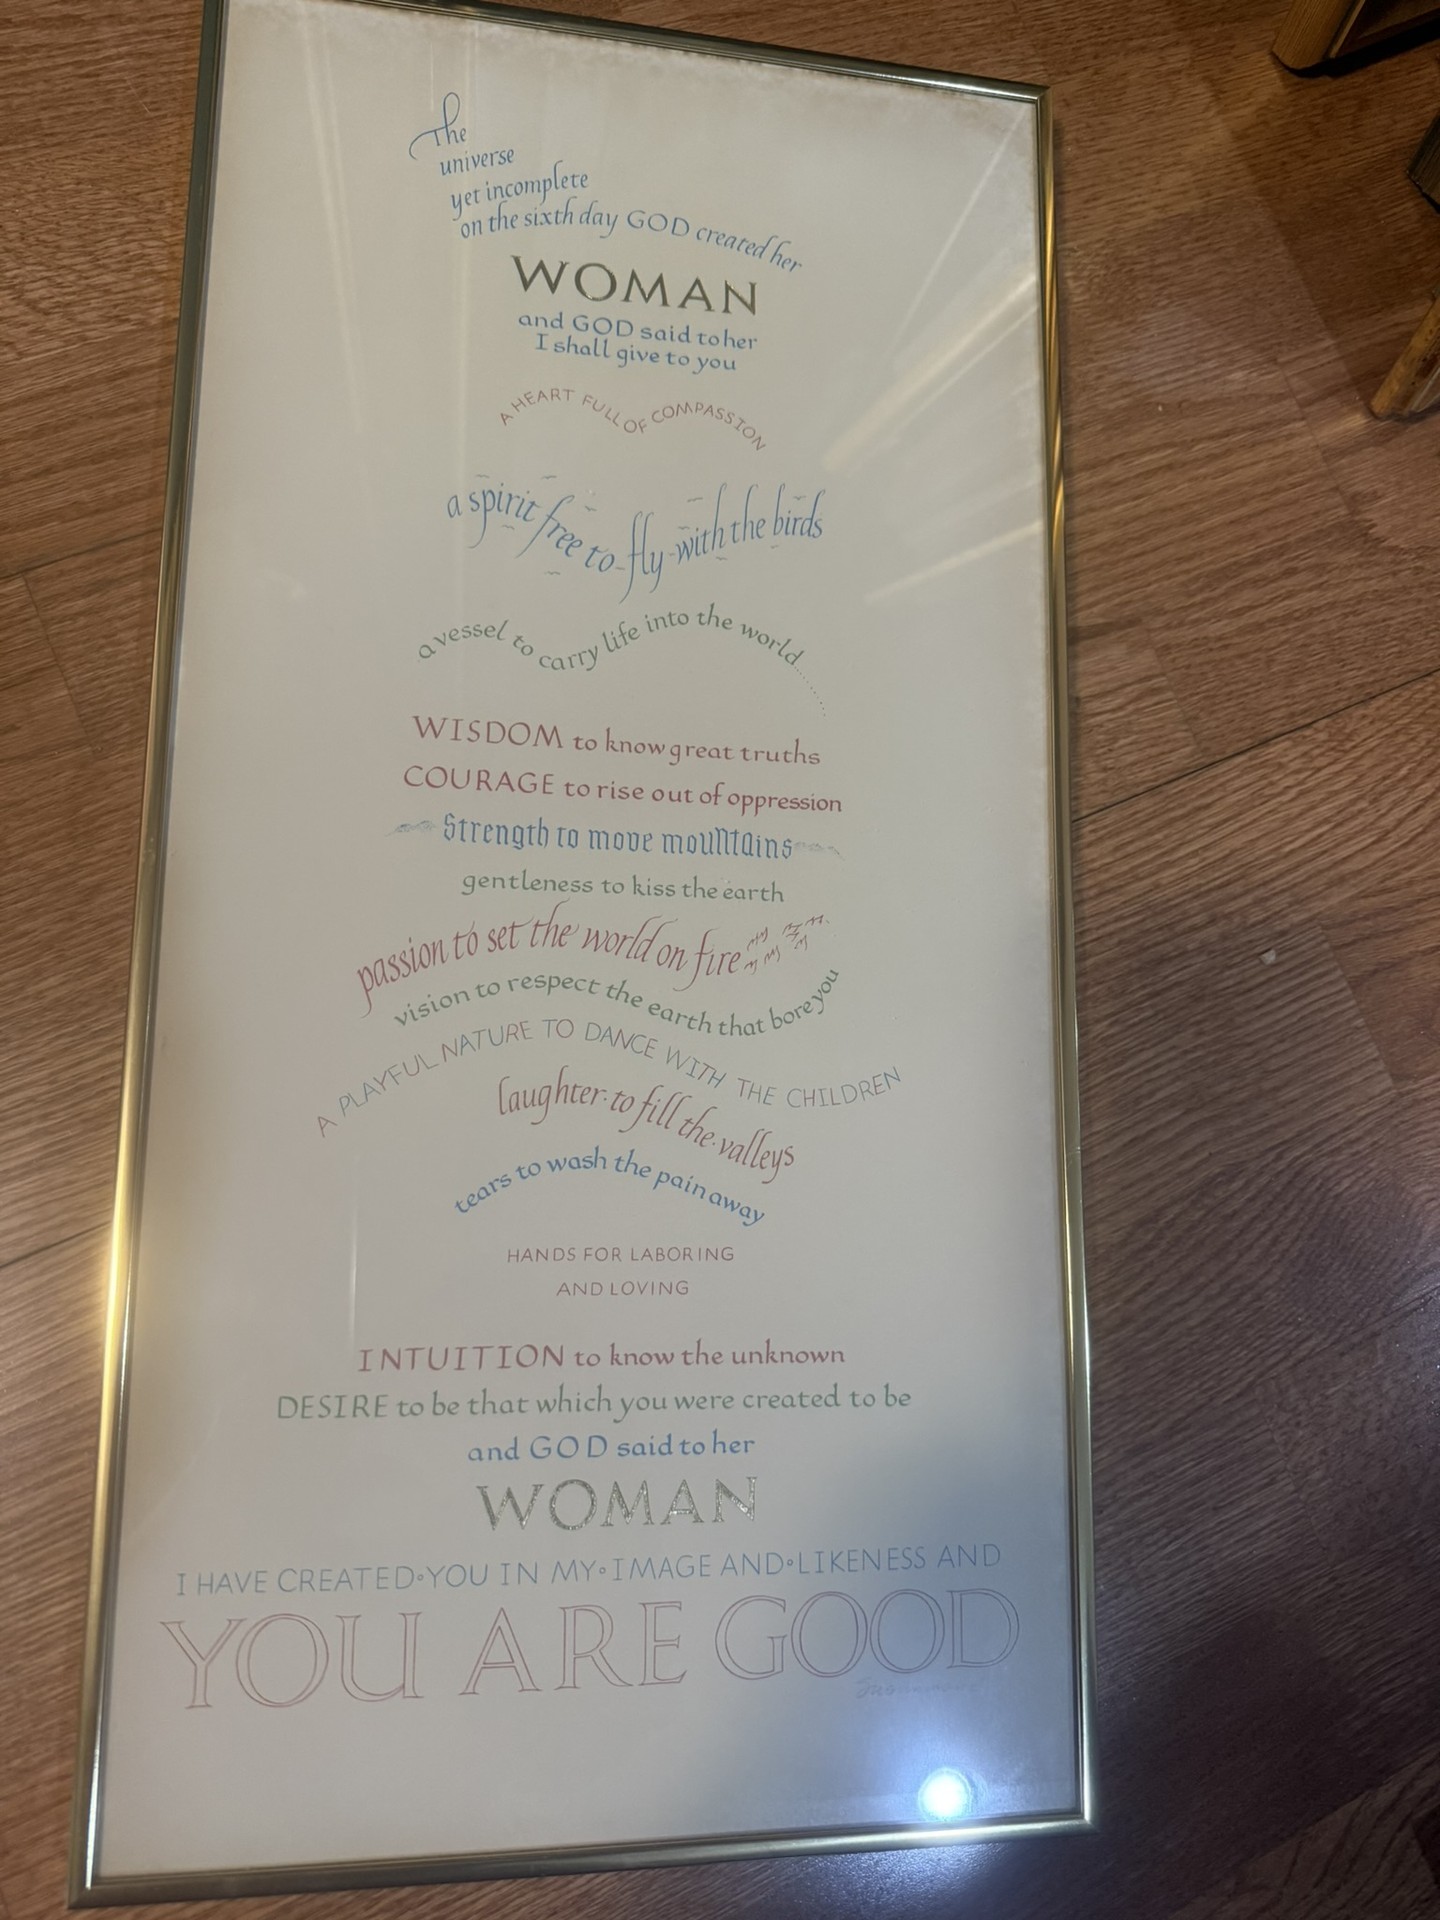 The
universe
yet incomplete
on the sixth day GOD created her
WOMAN
and GOD said to her
I shall give to you
A HEART FULL OF COMPASSION
a spirit free to fly with the birds
a vessel to carry life into the world........
WISDOM to know great truths
COURAGE to rise out of oppression
Strength to move mountains
gentleness to kiss the earth
passion to set the world on fire
vision to respect the earth that bore you
A PLAYFUL NATURE TO DANCE WITH THE CHILDREN
laughter to fill the valleys
tears to wash the pain away
HANDS FOR LABORING
AND LOVING
INTUITION to know the unknown
DESIRE to be that which you were created to be
and GOD said to her
WOMAN
I HAVE CREATED•YOU IN MY•IMAGE AND•LIKENESS AND
YOU ARE GOOD